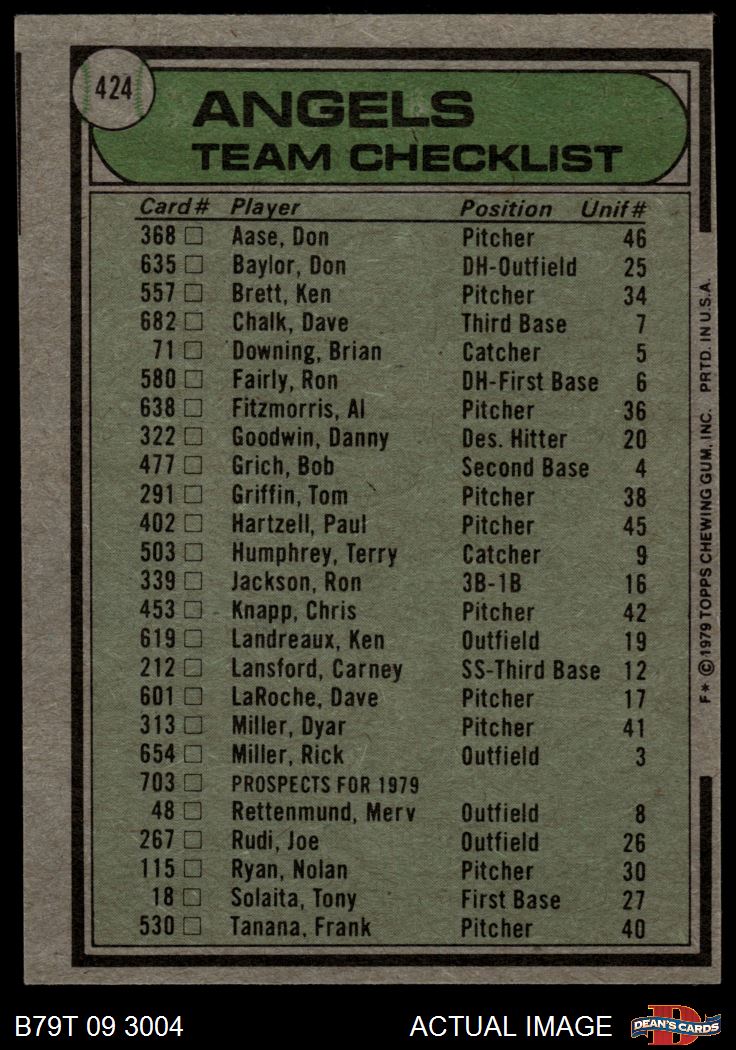 424
ANGELS
TEAM CHECKLIST
Card# Player Position Unif#
368 □ Aase, Don Pitcher 46
635 □ Baylor, Don DH-Outfield 25
557 □ Brett, Ken Pitcher 34
682 □ Chalk, Dave Third Base 7
71 □ Downing, Brian Catcher 5
580 □ Fairly, Ron DH-First Base 6
638 □ Fitzmorris, Al Pitcher 36
322 □ Goodwin, Danny Des. Hitter 20
477 □ Grich, Bob Second Base 4
291 □ Griffin, Tom Pitcher 38
402 □ Hartzell, Paul Pitcher 45
503 □ Humphrey, Terry Catcher 9
339 □ Jackson, Ron 3B-1B 16
453 □ Knapp, Chris Pitcher 42
619 □ Landreaux, Ken Outfield 19
212 □ Lansford, Carney SS-Third Base 12
601 □ LaRoche, Dave Pitcher 17
313 □ Miller, Dyar Pitcher 41
654 □ Miller, Rick Outfield 3
703 □ PROSPECTS FOR 1979
48 □ Rettenmund, Merv Outfield 8
267 □ Rudi, Joe Outfield 26
115 □ Ryan, Nolan Pitcher 30
18 □ Solaita, Tony First Base 27
530 □ Tanana, Frank Pitcher 40
F* © 1979 TOPPS CHEWING GUM, INC. PRTD. IN U.S.A.
B79T 09 3004 ACTUAL IMAGE
DEAN'S CARDS